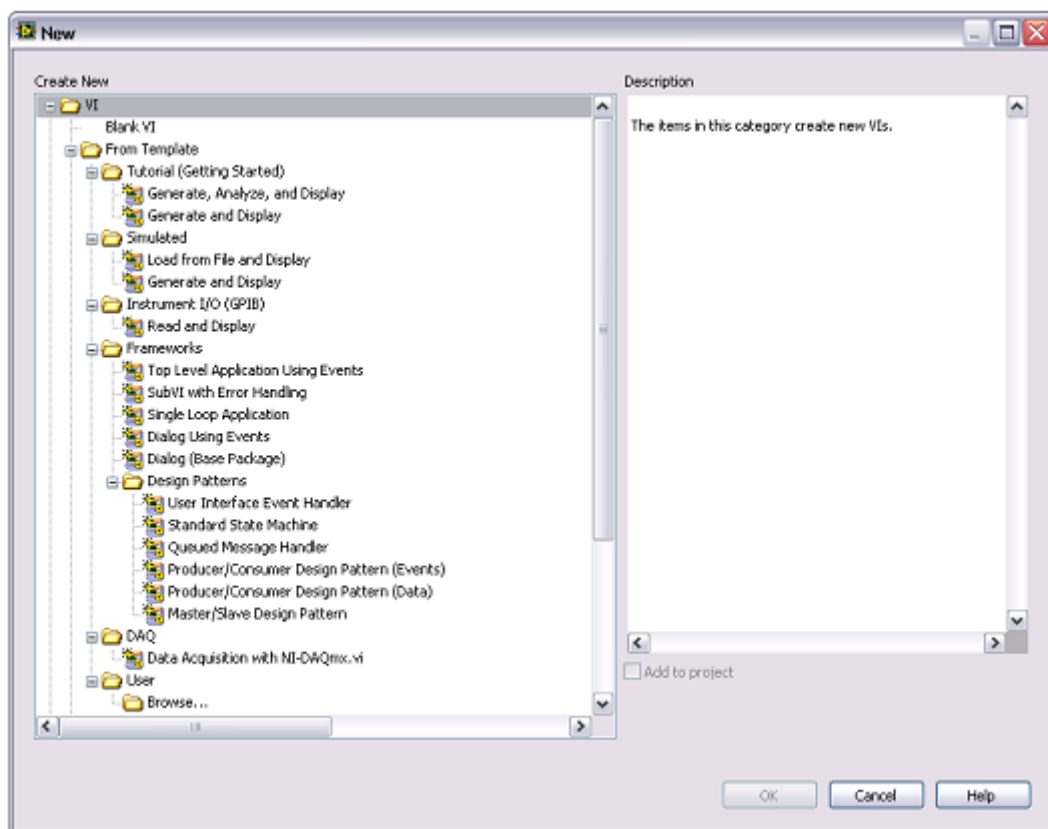 New
Create New
VI
Blank VI
From Template
Tutorial (Getting Started)
Generate, Analyze, and Display
Generate and Display
Simulated
Load from File and Display
Generate and Display
Instrument I/O (GPIB)
Read and Display
Frameworks
Top Level Application Using Events
SubVI with Error Handling
Single Loop Application
Dialog Using Events
Dialog (Base Package)
Design Patterns
User Interface Event Handler
Standard State Machine
Queued Message Handler
Producer/Consumer Design Pattern (Events)
Producer/Consumer Design Pattern (Data)
Master/Slave Design Pattern
DAQ
Data Acquisition with NI-DAQmx.vi
User
Browse...
Description
The items in this category create new VIs.
Add to project
OK
Cancel
Help